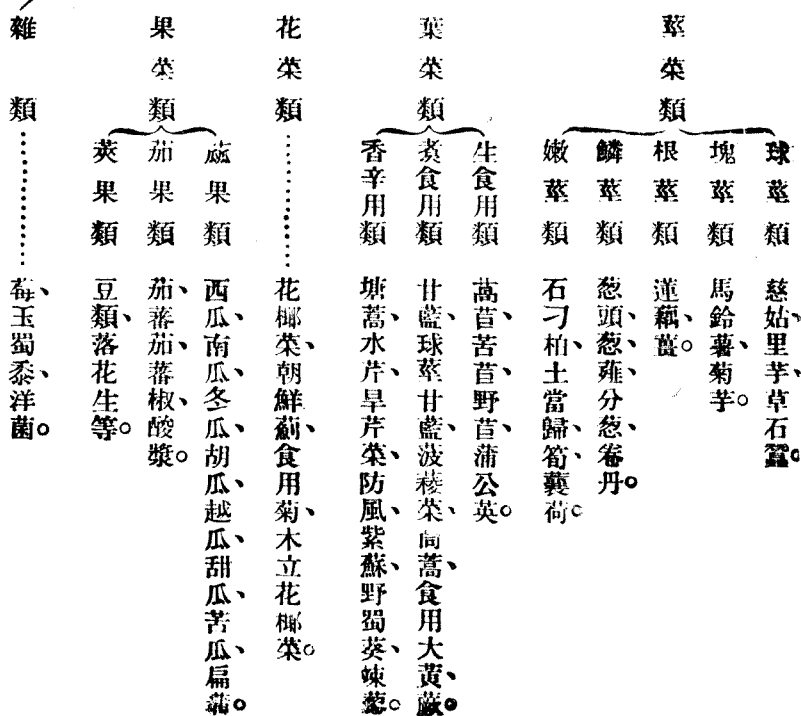 莖菜類
球莖類 慈姑、里芋、草石蠶。
塊莖類 馬鈴薯、菊芋。
根莖類 蓮藕、薑。
鱗莖類 葱頭、葱、薤、分葱、卷丹。
嫩莖類 石刁柏、土當歸、筍、蘘荷。
葉菜類
生食用類 萵苣、苦苣、野苣、蒲公英。
煮食用類 甘藍、球莖甘藍、菠薐菜、茼蒿、食用大黃、蕨。
香辛用類 塘蒿、水芹、旱芹菜、防風、紫蘇、野蜀葵、辣
花菜類………… 花椰菜、朝鮮薊、食用菊、木立花椰菜。
果菜類
蓏果類 西瓜、南瓜、冬瓜、胡瓜、越瓜、甜瓜、苦瓜、扁蒲。
茄果類 茄、蕃茄、蕃椒、酸漿。
莢果類 豆類、落花生等。
雜類………… 莓、玉蜀黍、洋菌。